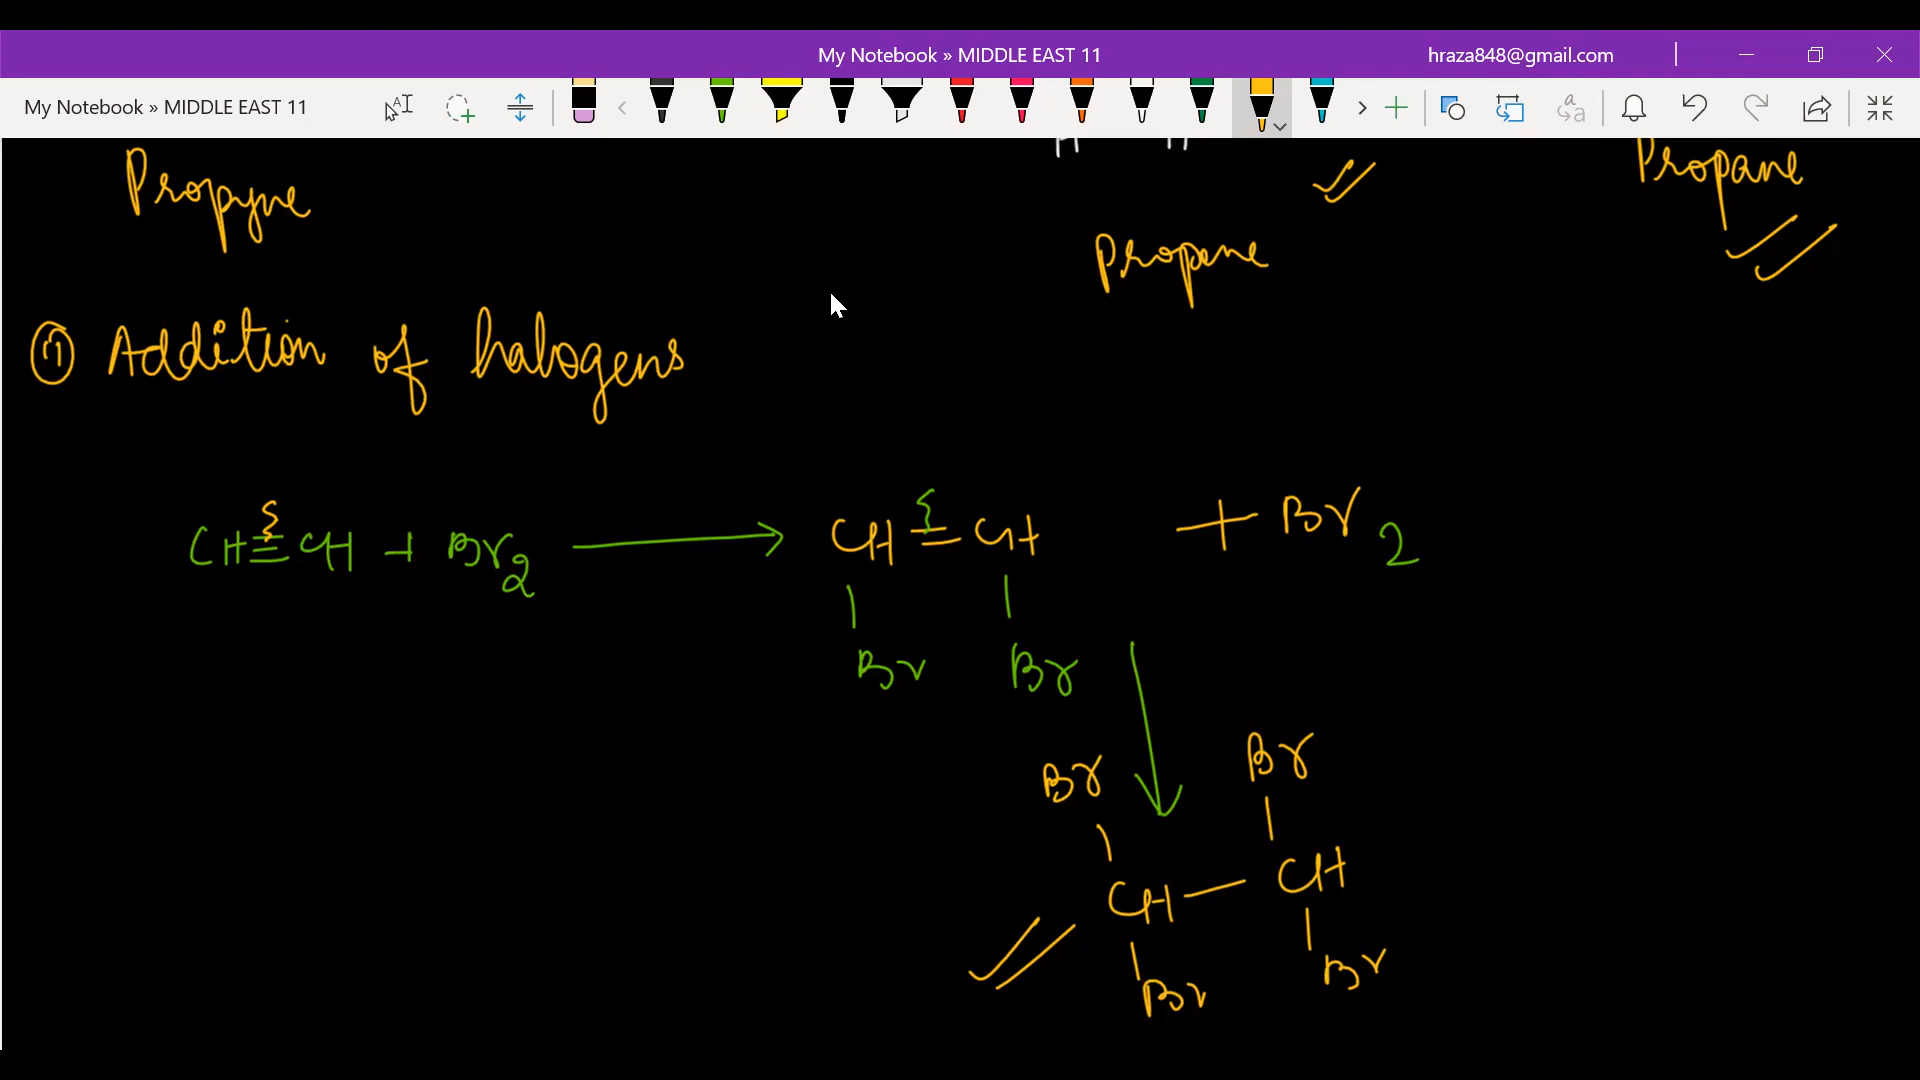 My Notebook » MIDDLE EAST 11
hraza848@gmail.com
My Notebook » MIDDLE EAST 11
H H
Propyne
Propene
Propane
Addition of halogens
CH≡CH + Br2 ⟶ CH=CH + Br2
Br Br
Br Br
CH — CH
Br Br